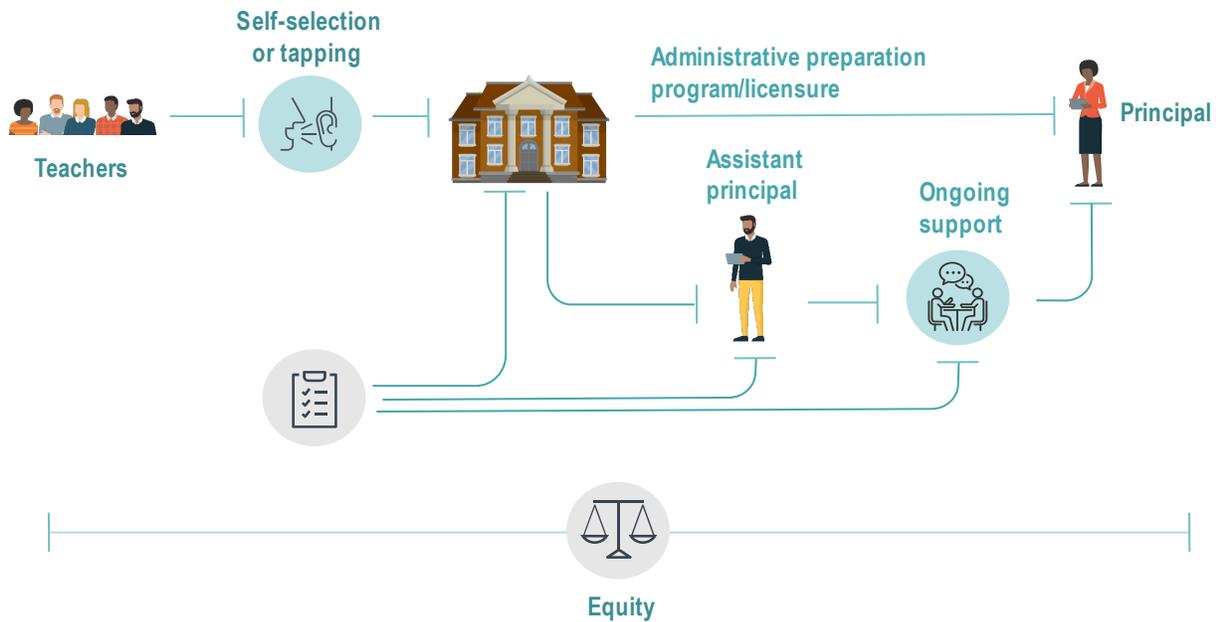 Self-selection
or tapping
Administrative preparation
program/licensure
Principal
Teachers
Assistant
principal
Ongoing
support
Equity